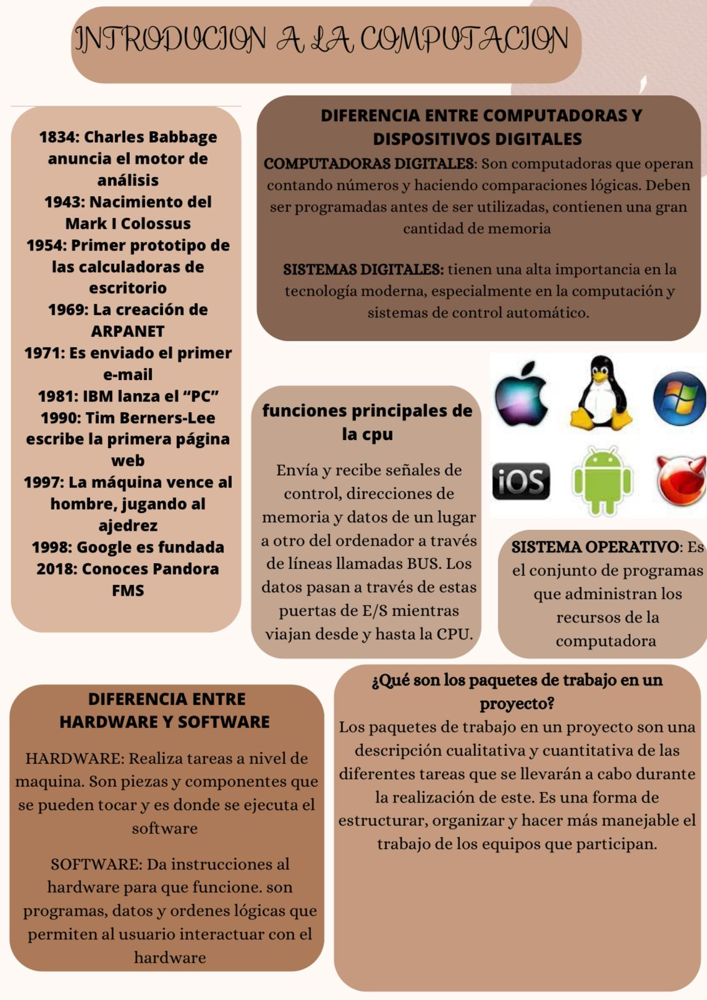 INTRODUCION A LA COMPUTACION
1834: Charles Babbage
anuncia el motor de
análisis
1943: Nacimiento del
Mark I Colossus
1954: Primer prototipo de
las calculadoras de
escritorio
1969: La creación de
ARPANET
1971: Es enviado el primer
e-mail
1981: IBM lanza el “PC”
1990: Tim Berners-Lee
escribe la primera página
web
1997: La máquina vence al
hombre, jugando al
ajedrez
1998: Google es fundada
2018: Conoces Pandora
FMS
DIFERENCIA ENTRE COMPUTADORAS Y
DISPOSITIVOS DIGITALES
COMPUTADORAS DIGITALES: Son computadoras que operan
contando números y haciendo comparaciones lógicas. Deben
ser programadas antes de ser utilizadas, contienen una gran
cantidad de memoria
SISTEMAS DIGITALES: tienen una alta importancia en la
tecnología moderna, especialmente en la computación y
sistemas de control automático.
funciones principales de
la cpu
Envía y recibe señales de
control, direcciones de
memoria y datos de un lugar
a otro del ordenador a través
de líneas llamadas BUS. Los
datos pasan a través de estas
puertas de E/S mientras
viajan desde y hasta la CPU.
iOS
SISTEMA OPERATIVO: Es
el conjunto de programas
que administran los
recursos de la
computadora
DIFERENCIA ENTRE
HARDWARE Y SOFTWARE
HARDWARE: Realiza tareas a nivel de
maquina. Son piezas y componentes que
se pueden tocar y es donde se ejecuta el
software
SOFTWARE: Da instrucciones al
hardware para que funcione. son
programas, datos y ordenes lógicas que
permiten al usuario interactuar con el
hardware
¿Qué son los paquetes de trabajo en un
proyecto?
Los paquetes de trabajo en un proyecto son una
descripción cualitativa y cuantitativa de las
diferentes tareas que se llevarán a cabo durante
la realización de este. Es una forma de
estructurar, organizar y hacer más manejable el
trabajo de los equipos que participan.